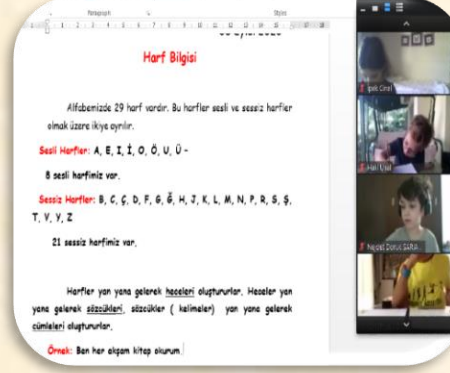 Paragraph
Stiller
Harf Bilgisi
Alfabemizde 29 harf vardır. Bu harfler sesli ve sessiz harfler
olmak üzere ikiye ayrılır.
Sesli Harfler: A, E, I, İ, O, Ö, U, Ü -
8 sesli harfimiz var.
Sessiz Harfler: B, C, Ç, D, F, G, Ğ, H, J, K, L, M, N, P, R, S, Ş,
T, V, Y, Z
21 sessiz harfimiz var.
Harfler yan yana gelerek heceleri oluştururlar. Heceler yan
yana gelerek sözcükleri, sözcükler ( kelimeler) yan yana gelerek
cümleleri oluştururlar.
Örnek: Ben her akşam kitap okurum.